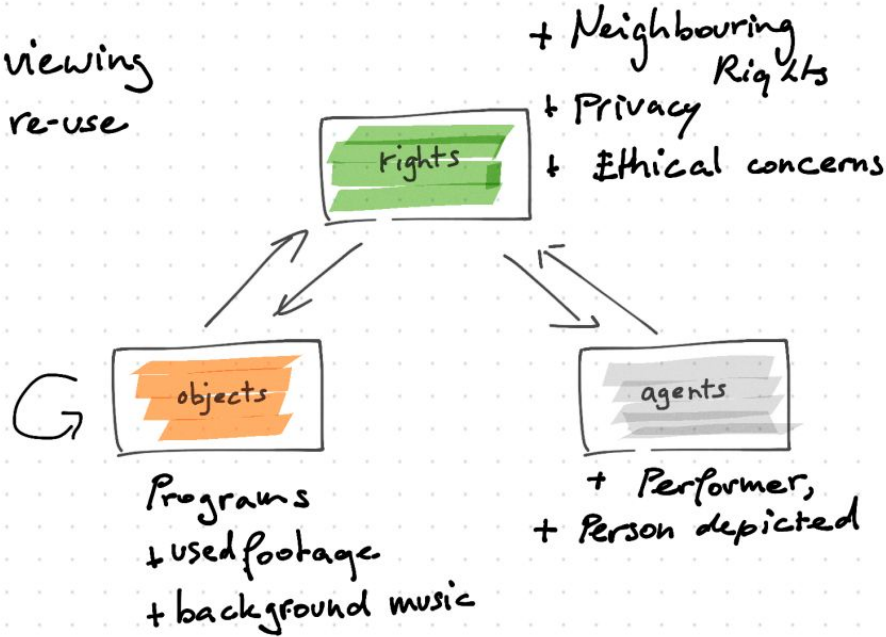 viewing
re-use
+ Neighbouring
Rights
+ Privacy
+ Ethical concerns
rights
objects
agents
Programs
+ used footage
+ background music
+ Performer,
+ Person depicted